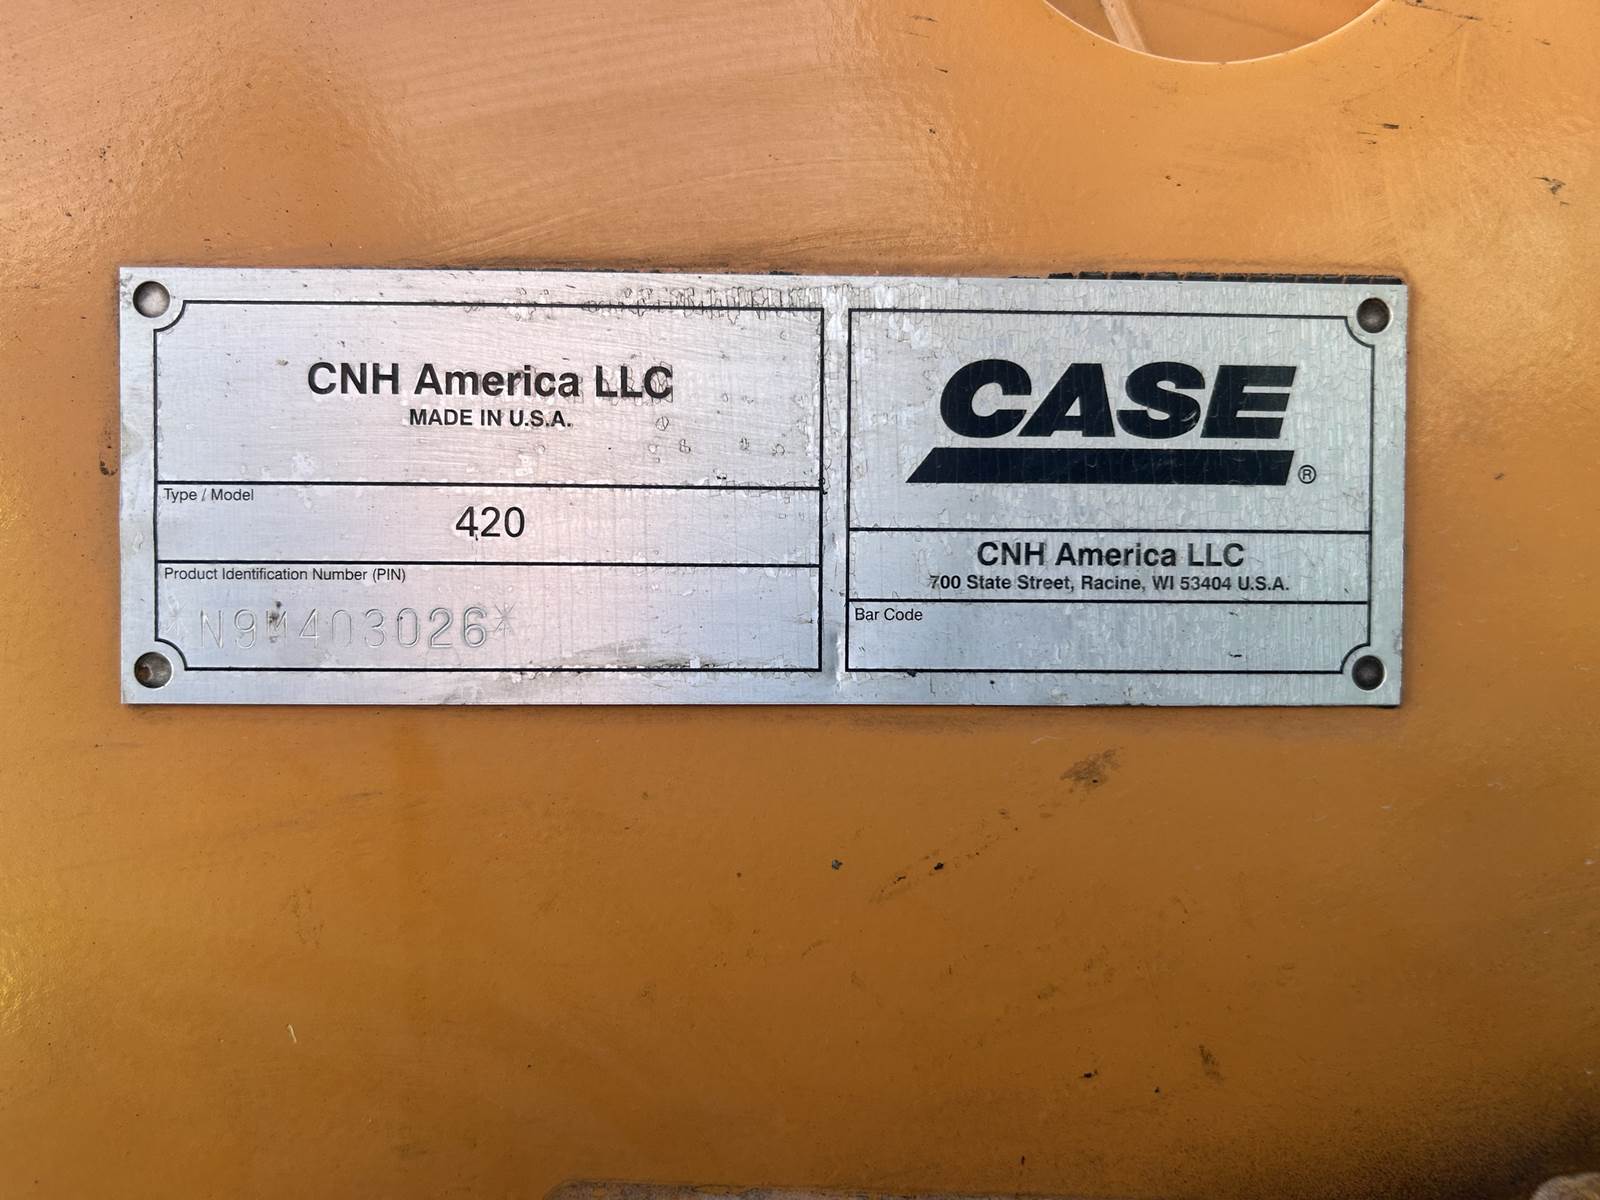 CNH America LLC
MADE IN U.S.A.
Type / Model
420
Product Identification Number (PIN)
*N9M403026*
CASE®
CNH America LLC
700 State Street, Racine, WI 53404 U.S.A.
Bar Code